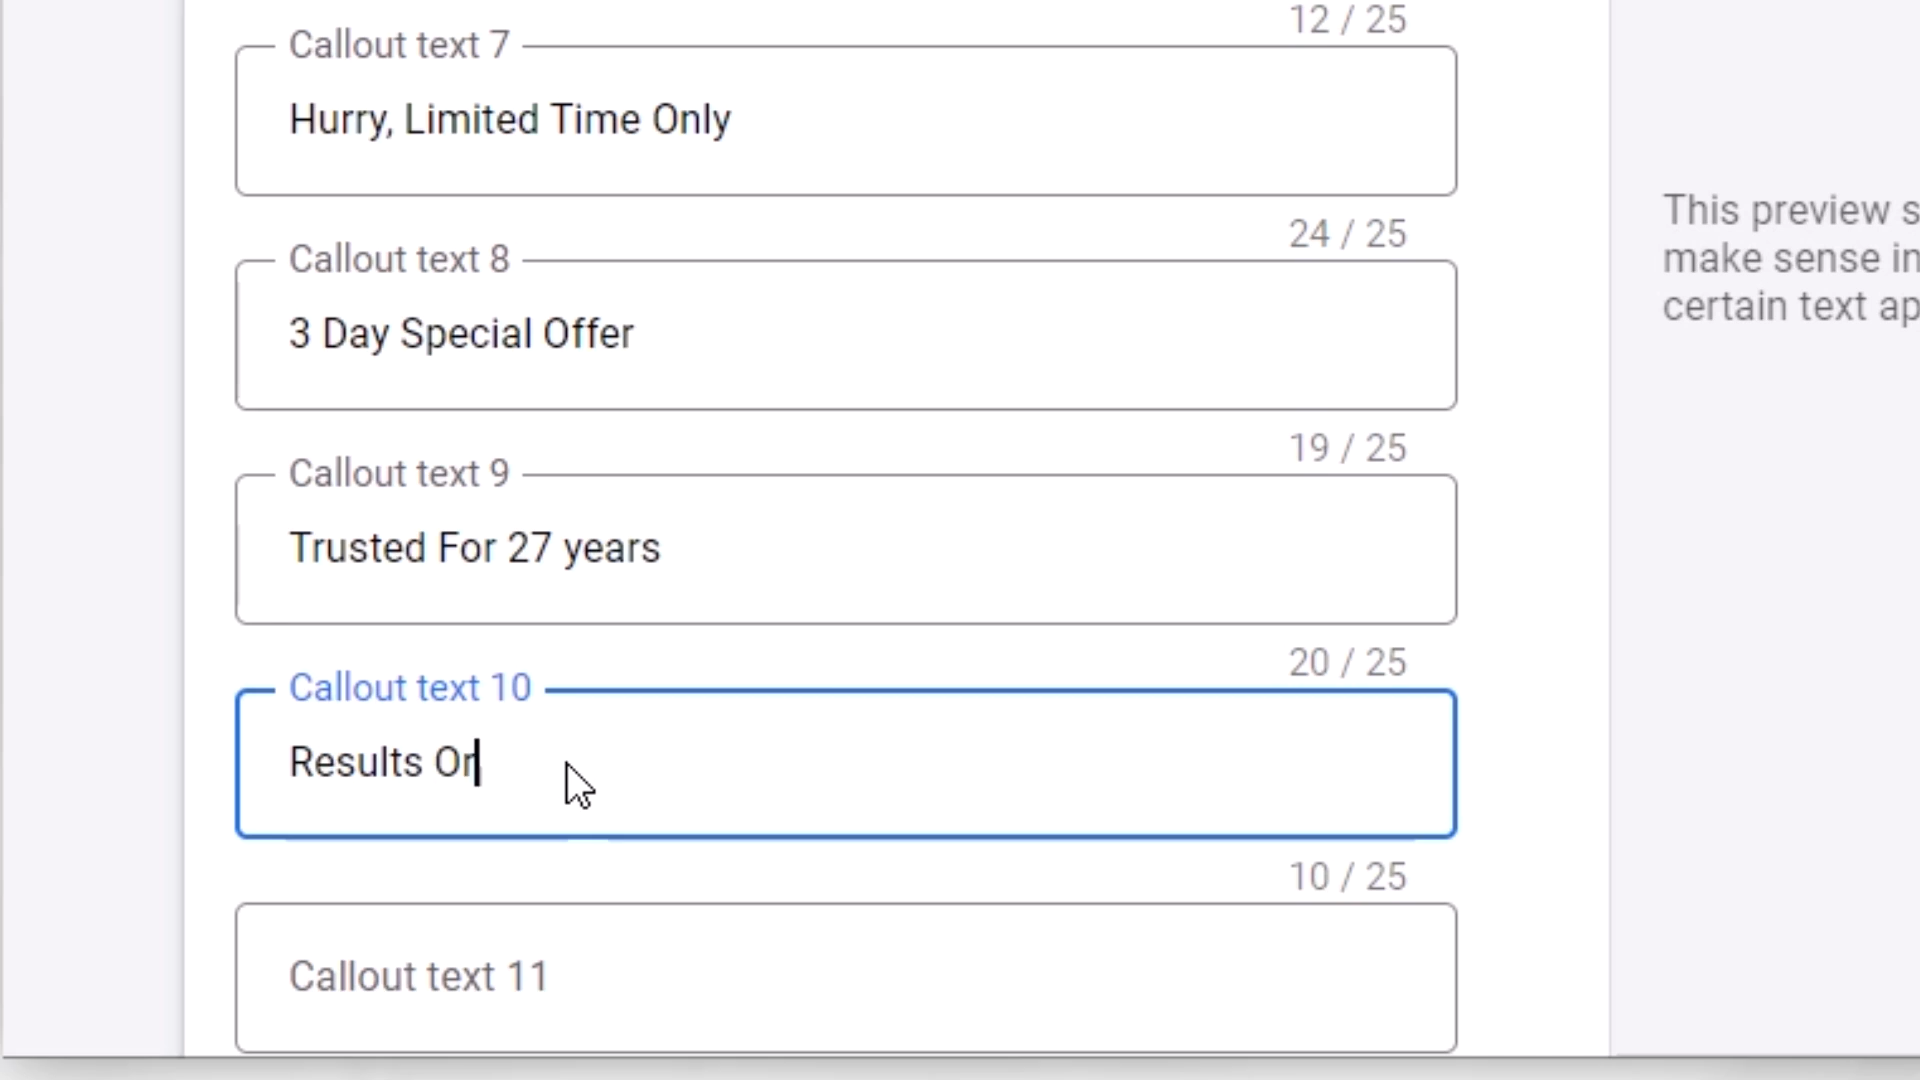 12 / 25
Callout text 7
Hurry, Limited Time Only
24 / 25
Callout text 8
3 Day Special Offer
19 / 25
Callout text 9
Trusted For 27 years
20 / 25
Callout text 10
Results Or
10 / 25
Callout text 11
This preview s
make sense in
certain text ap